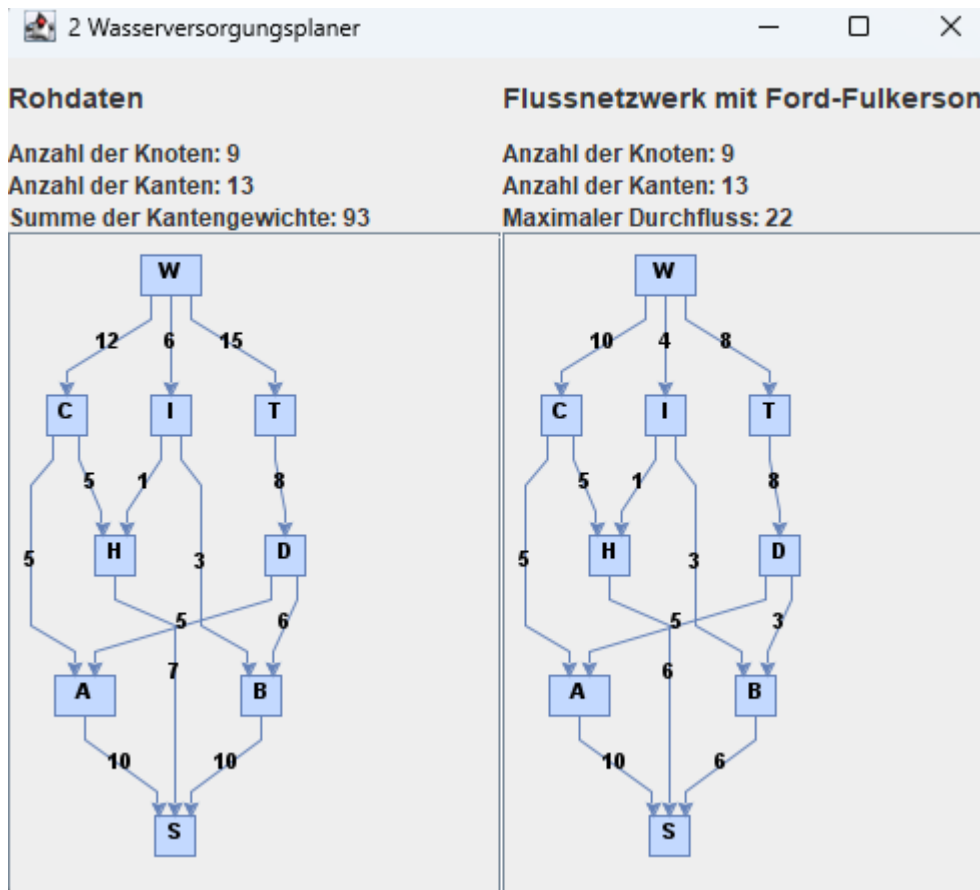 2 Wasserversorgungsplaner
Rohdaten
Anzahl der Knoten: 9
Anzahl der Kanten: 13
Summe der Kantengewichte: 93
W
12 6 15
C I T
5 1 8
H D
5 3
5 6
7
A B
10 10
S
Flussnetzwerk mit Ford-Fulkerson
Anzahl der Knoten: 9
Anzahl der Kanten: 13
Maximaler Durchfluss: 22
W
10 4 8
C I T
5 1 8
H D
5 3
5 3
6
A B
10 6
S